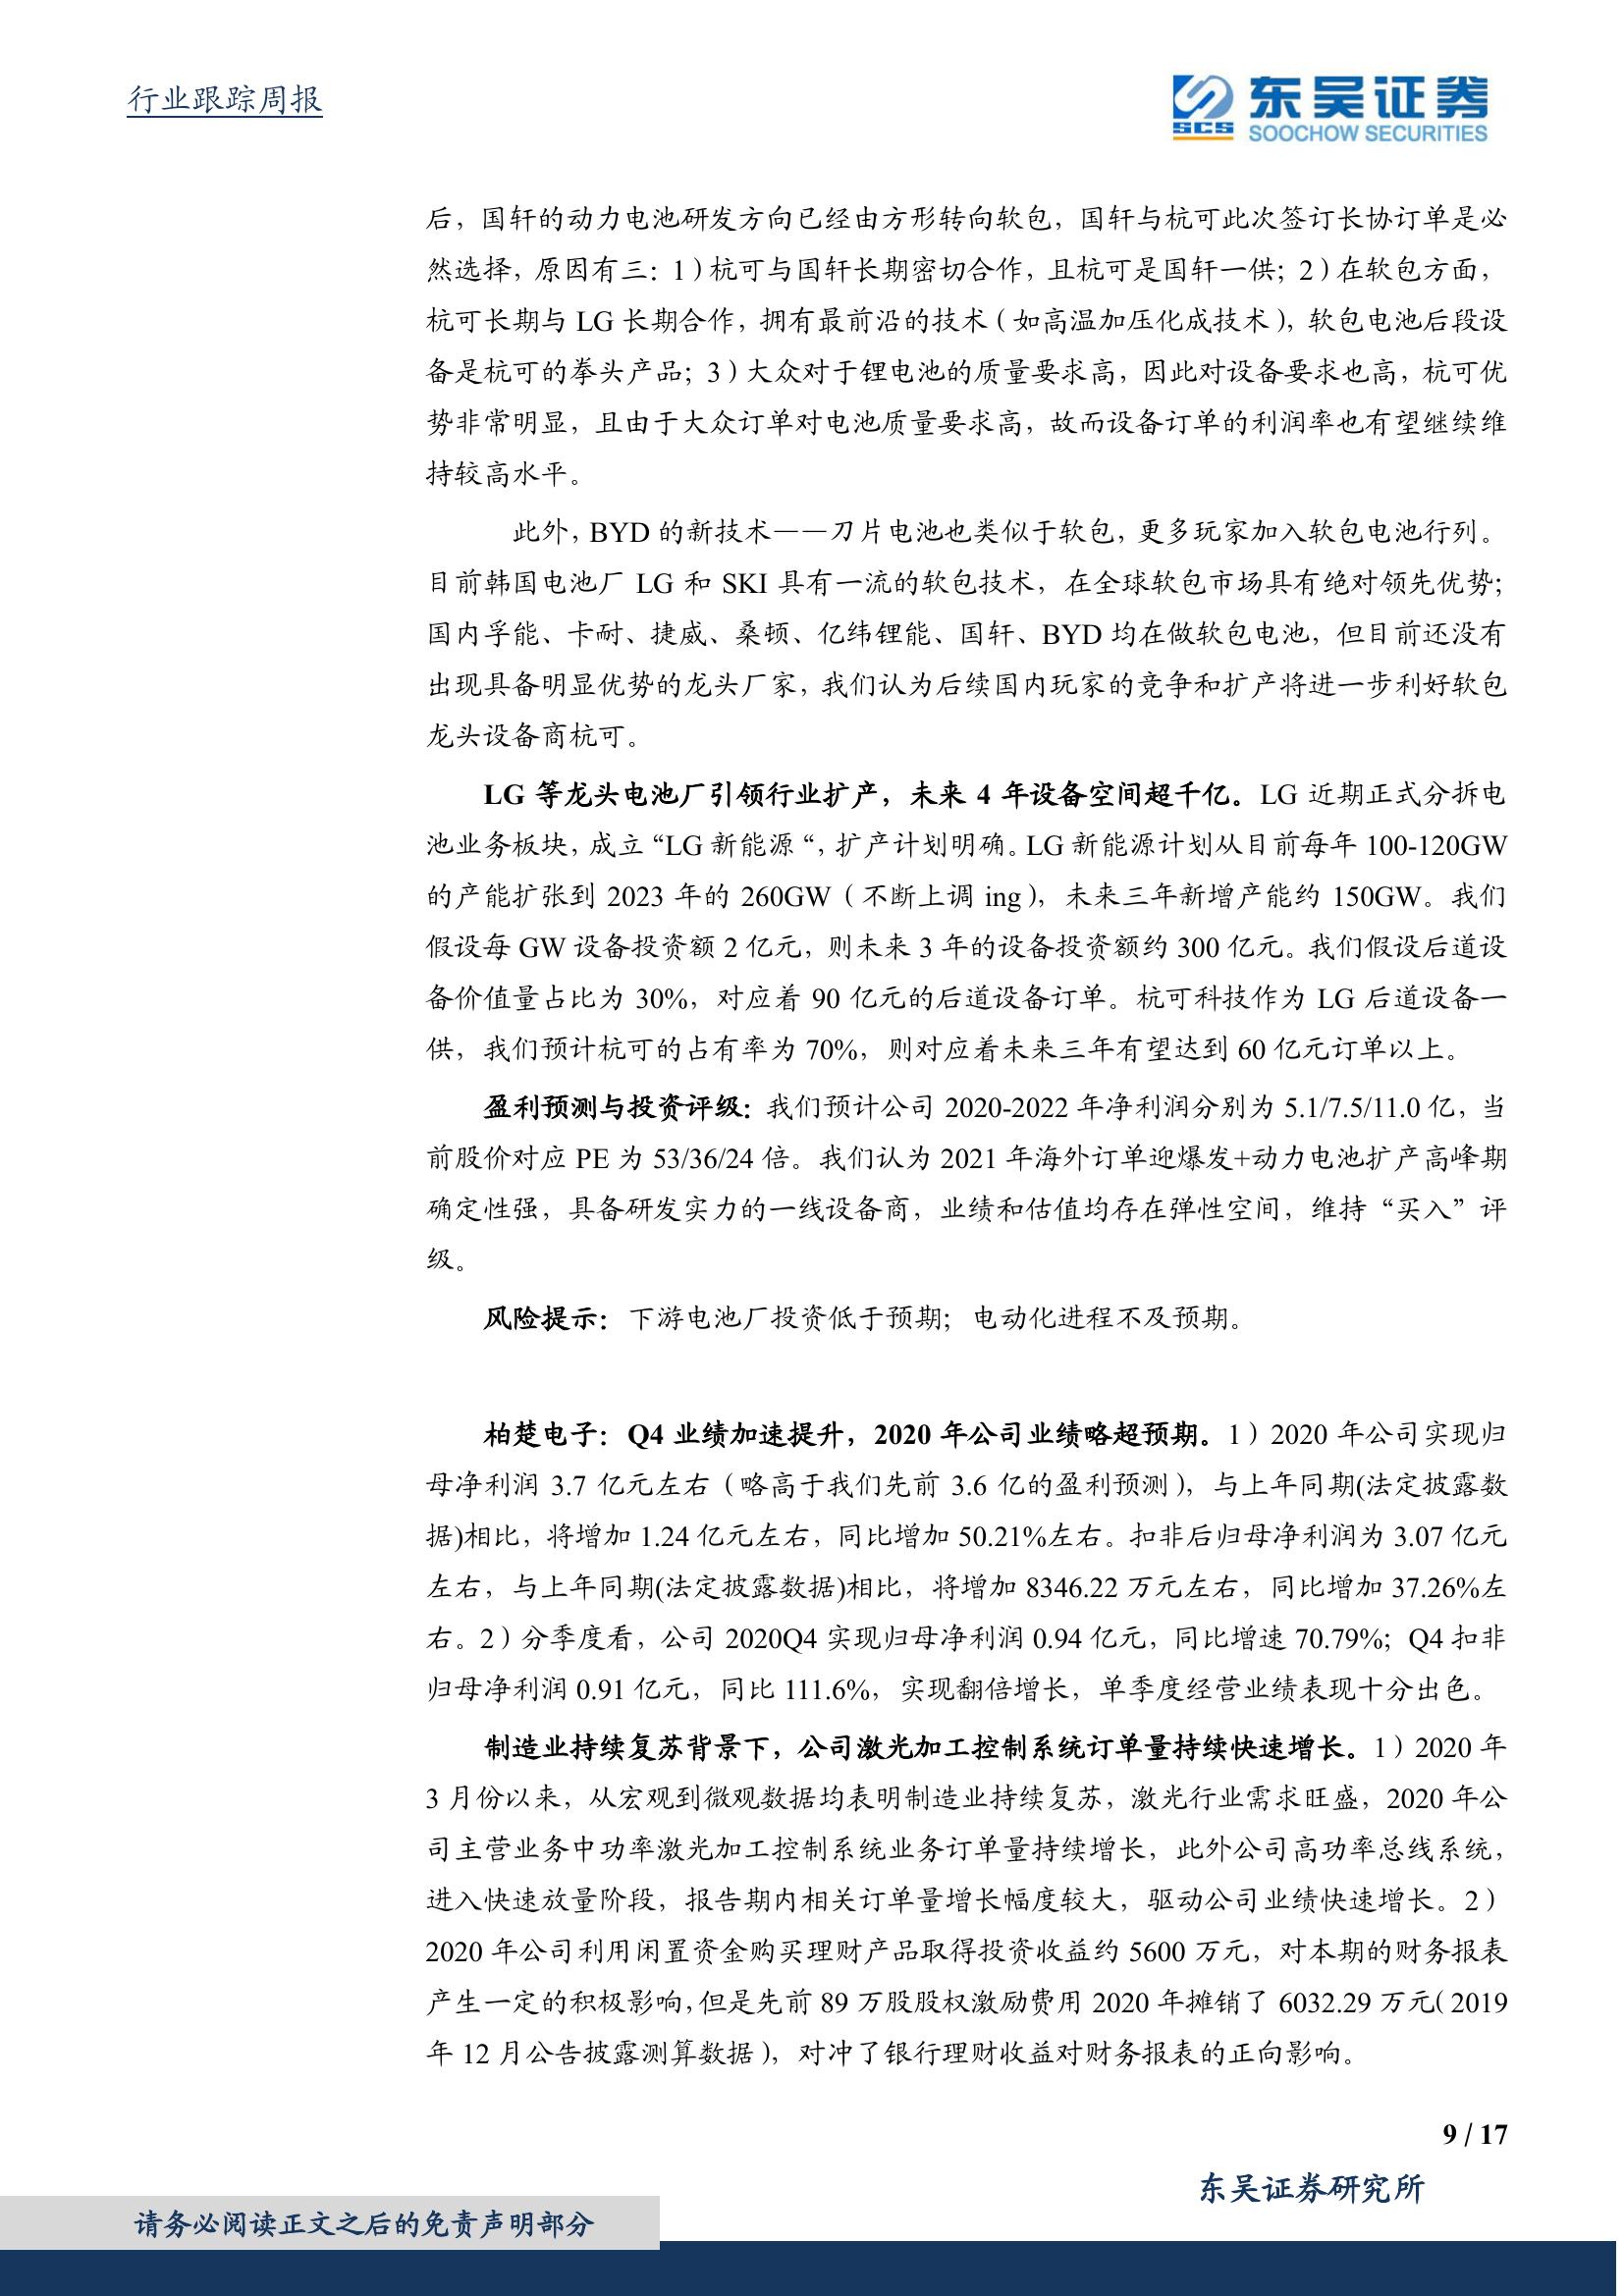 行业跟踪周报
SCS
东吴证券
SOOCHOW SECURITIES
后，国轩的动力电池研发方向已经由方形转向软包，国轩与杭可此次签订长协订单是必
然选择，原因有三：1）杭可与国轩长期密切合作，且杭可是国轩一供；2）在软包方面，
杭可长期与 LG 长期合作，拥有最前沿的技术（如高温加压化成技术），软包电池后段设
备是杭可的拳头产品；3）大众对于锂电池的质量要求高，因此对设备要求也高，杭可优
势非常明显，且由于大众订单对电池质量要求高，故而设备订单的利润率也有望继续维
持较高水平。
此外，BYD 的新技术——刀片电池也类似于软包，更多玩家加入软包电池行列。
目前韩国电池厂 LG 和 SKI 具有一流的软包技术，在全球软包市场具有绝对领先优势；
国内孚能、卡耐、捷威、桑顿、亿纬锂能、国轩、BYD 均在做软包电池，但目前还没有
出现具备明显优势的龙头厂家，我们认为后续国内玩家的竞争和扩产将进一步利好软包
龙头设备商杭可。
LG 等龙头电池厂引领行业扩产，未来 4 年设备空间超千亿。LG 近期正式分拆电
池业务板块，成立“LG 新能源“，扩产计划明确。LG 新能源计划从目前每年 100-120GW
的产能扩张到 2023 年的 260GW（不断上调 ing），未来三年新增产能约 150GW。我们
假设每 GW 设备投资额 2 亿元，则未来 3 年的设备投资额约 300 亿元。我们假设后道设
备价值量占比为 30%，对应着 90 亿元的后道设备订单。杭可科技作为 LG 后道设备一
供，我们预计杭可的占有率为 70%，则对应着未来三年有望达到 60 亿元订单以上。
盈利预测与投资评级：我们预计公司 2020-2022 年净利润分别为 5.1/7.5/11.0 亿，当
前股价对应 PE 为 53/36/24 倍。我们认为 2021 年海外订单迎爆发+动力电池扩产高峰期
确定性强，具备研发实力的一线设备商，业绩和估值均存在弹性空间，维持“买入”评
级。
风险提示：下游电池厂投资低于预期；电动化进程不及预期。
柏楚电子：Q4 业绩加速提升，2020 年公司业绩略超预期。1）2020 年公司实现归
母净利润 3.7 亿元左右（略高于我们先前 3.6 亿的盈利预测），与上年同期(法定披露数
据)相比，将增加 1.24 亿元左右，同比增加 50.21%左右。扣非后归母净利润为 3.07 亿元
左右，与上年同期(法定披露数据)相比，将增加 8346.22 万元左右，同比增加 37.26%左
右。2）分季度看，公司 2020Q4 实现归母净利润 0.94 亿元，同比增速 70.79%；Q4 扣非
归母净利润 0.91 亿元，同比 111.6%，实现翻倍增长，单季度经营业绩表现十分出色。
制造业持续复苏背景下，公司激光加工控制系统订单量持续快速增长。1）2020 年
3 月份以来，从宏观到微观数据均表明制造业持续复苏，激光行业需求旺盛，2020 年公
司主营业务中功率激光加工控制系统业务订单量持续增长，此外公司高功率总线系统，
进入快速放量阶段，报告期内相关订单量增长幅度较大，驱动公司业绩快速增长。2）
2020 年公司利用闲置资金购买理财产品取得投资收益约 5600 万元，对本期的财务报表
产生一定的积极影响，但是先前 89 万股股权激励费用 2020 年摊销了 6032.29 万元（2019
年 12 月公告披露测算数据），对冲了银行理财收益对财务报表的正向影响。
9 / 17
东吴证券研究所
请务必阅读正文之后的免责声明部分